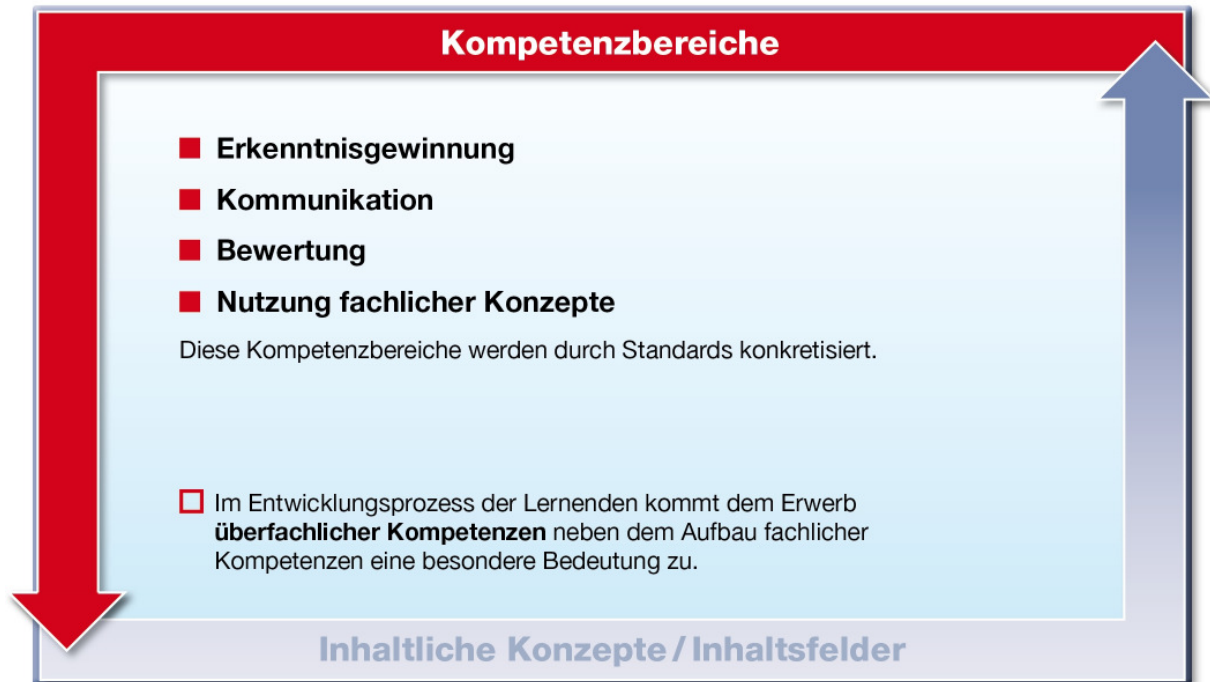 Kompetenzbereiche
Erkenntnisgewinnung
Kommunikation
Bewertung
Nutzung fachlicher Konzepte
Diese Kompetenzbereiche werden durch Standards konkretisiert.
Im Entwicklungsprozess der Lernenden kommt dem Erwerb
überfachlicher Kompetenzen neben dem Aufbau fachlicher
Kompetenzen eine besondere Bedeutung zu.
Inhaltliche Konzepte / Inhaltsfelder